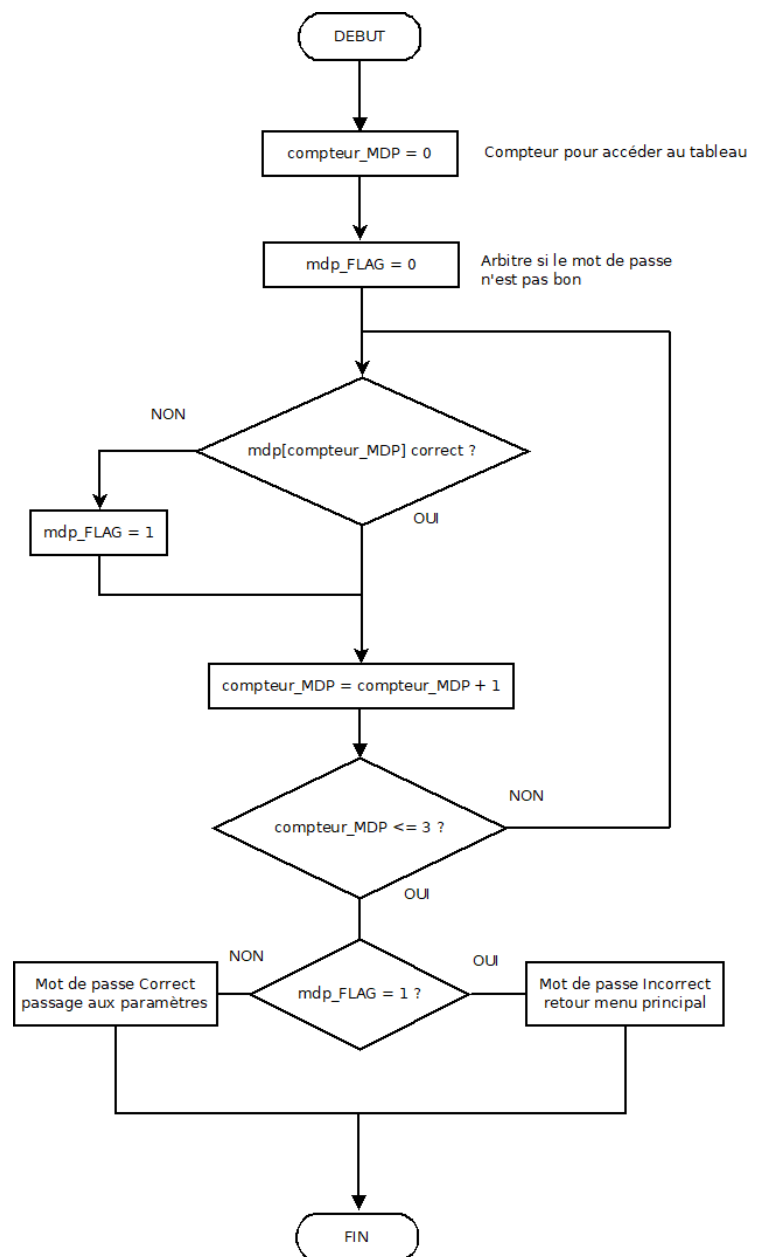 DEBUT
compteur_MDP = 0
Compteur pour accéder au tableau
mdp_FLAG = 0
Arbitre si le mot de passe
n'est pas bon
NON
mdp[compteur_MDP] correct ?
OUI
mdp_FLAG = 1
compteur_MDP = compteur_MDP + 1
NON
compteur_MDP <= 3 ?
OUI
NON
OUI
Mot de passe Correct
passage aux paramètres
mdp_FLAG = 1 ?
Mot de passe Incorrect
retour menu principal
FIN